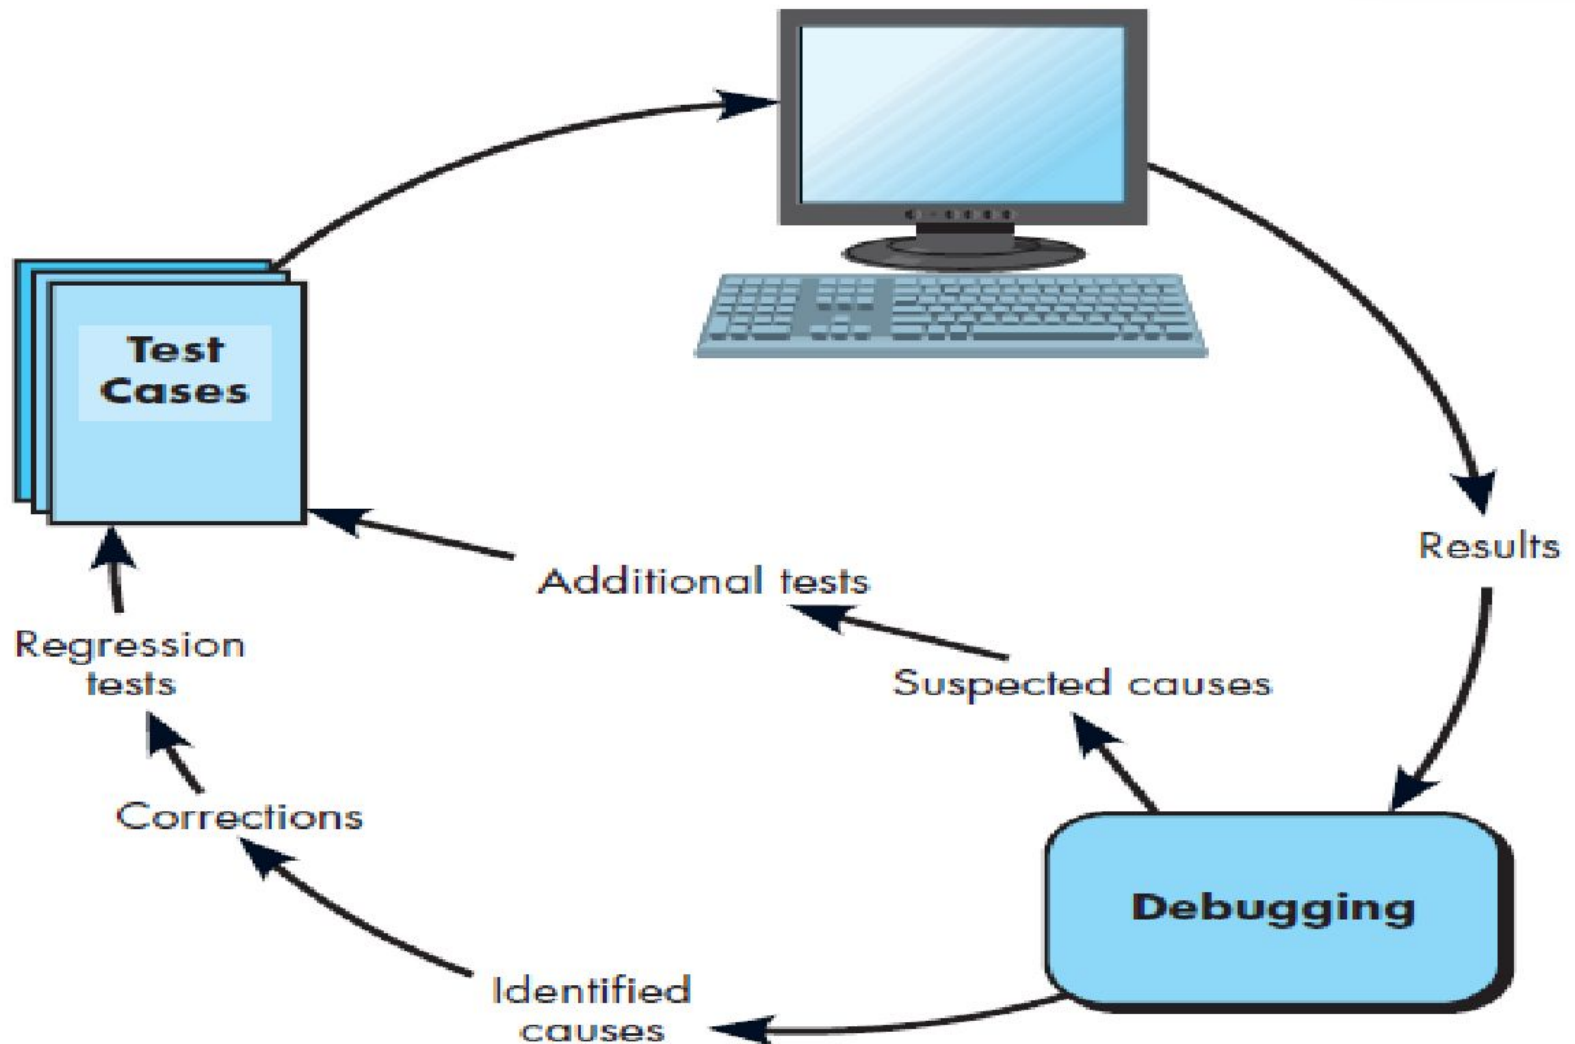 Test
Cases
Results
Additional tests
Regression
tests
Suspected causes
Corrections
Debugging
Identified
causes